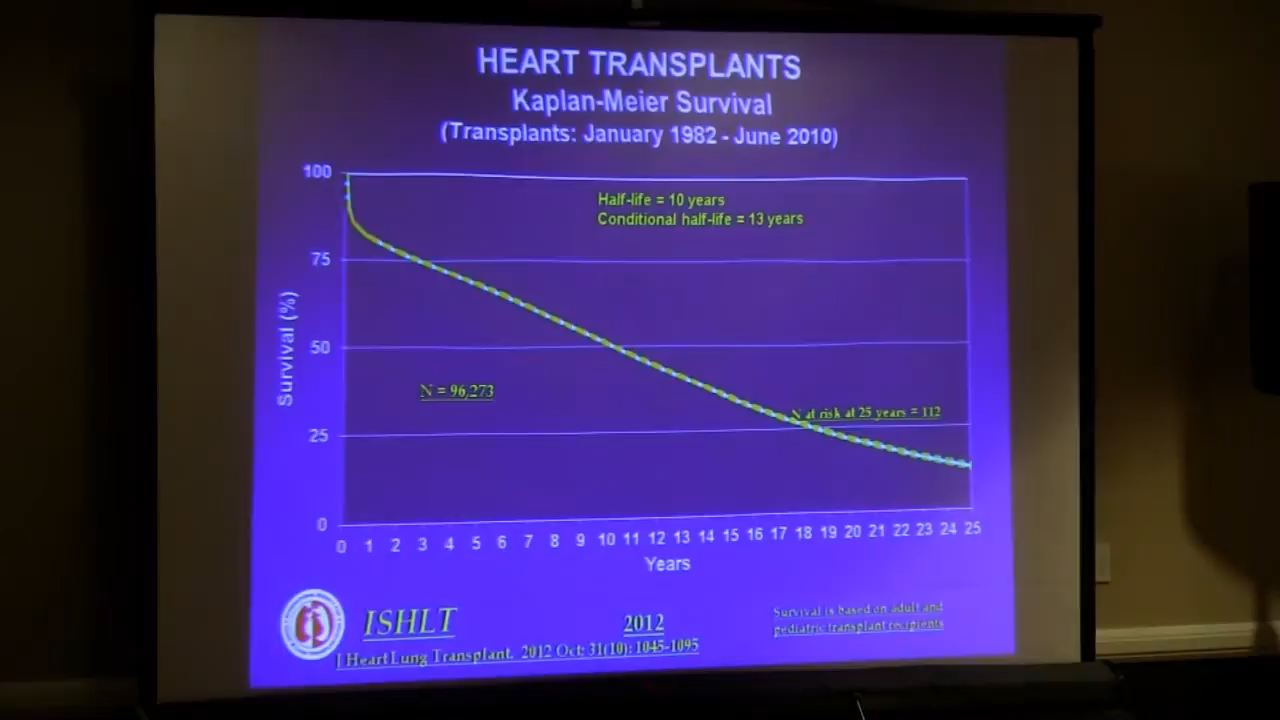 HEART TRANSPLANTS
Kaplan-Meier Survival
(Transplants: January 1982 - June 2010)
100
75
50
25
0
Survival (%)
Half-life = 10 years
Conditional half-life = 13 years
N = 96,273
N at risk at 25 years = 112
0 1 2 3 4 5 6 7 8 9 10 11 12 13 14 15 16 17 18 19 20 21 22 23 24 25
Years
ISHLT
2012
J Heart Lung Transplant. 2012 Oct: 31(10): 1045-1095
Survival is based on adult and
pediatric transplant recipients